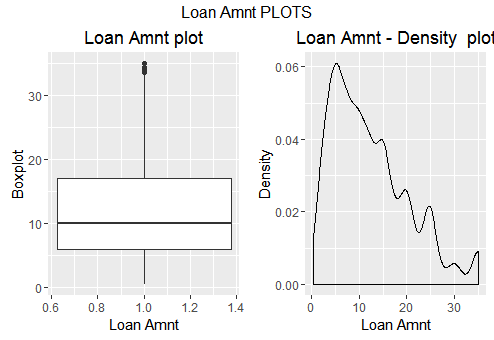 Loan Amnt PLOTS
Loan Amnt plot
Boxplot
30
20
10
0
0.6 0.8 1.0 1.2 1.4
Loan Amnt
Loan Amnt - Density plot
Density
0.06
0.04
0.02
0.00
0 10 20 30
Loan Amnt